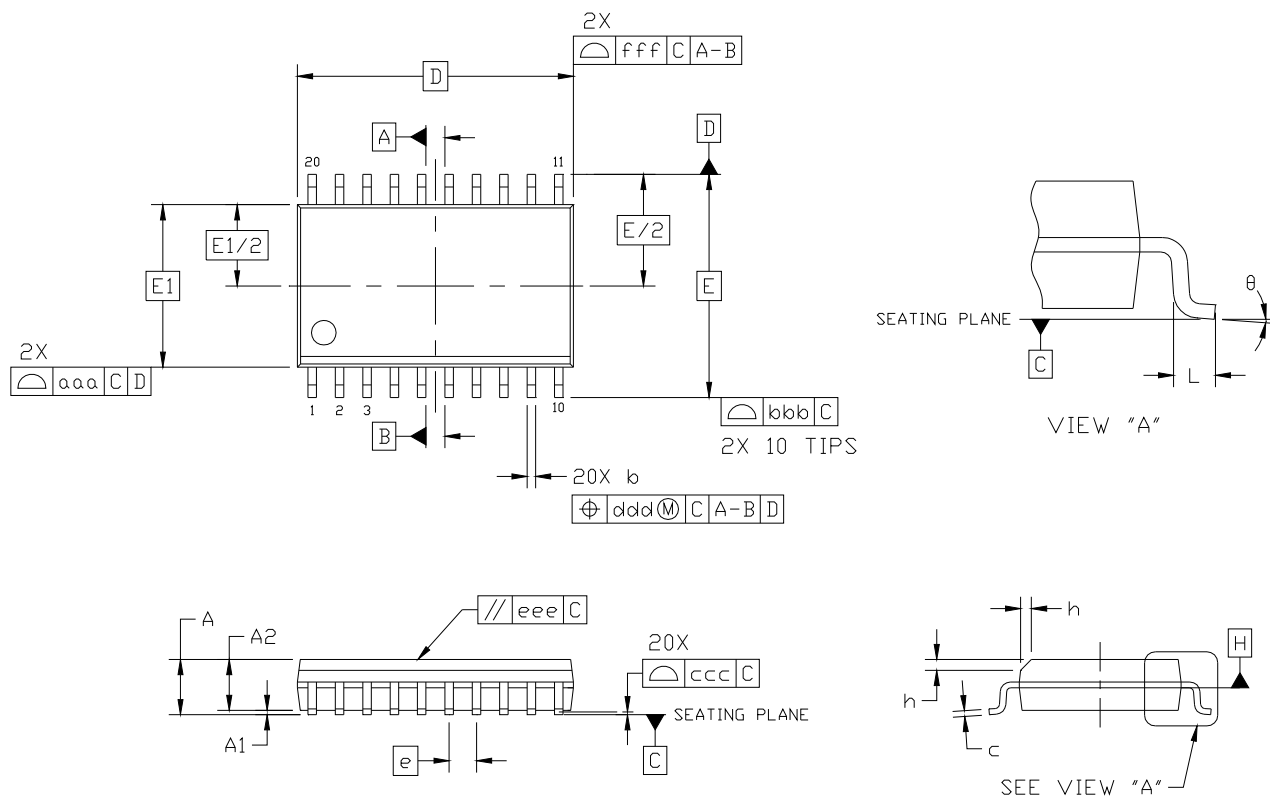 2X
⌓ fff C A-B
D
A
D
20
11
E1/2
E/2
E1
E
2X
⌓ aaa C D
1 2 3
10
B
⌓ bbb C
2X 10 TIPS
20X b
⌖ ddd Ⓜ C A-B D
θ
SEATING PLANE
C
L
VIEW "A"
// eee C
A
A2
20X
⌓ ccc C
A1
SEATING PLANE
e
C
h
H
h
c
SEE VIEW "A"